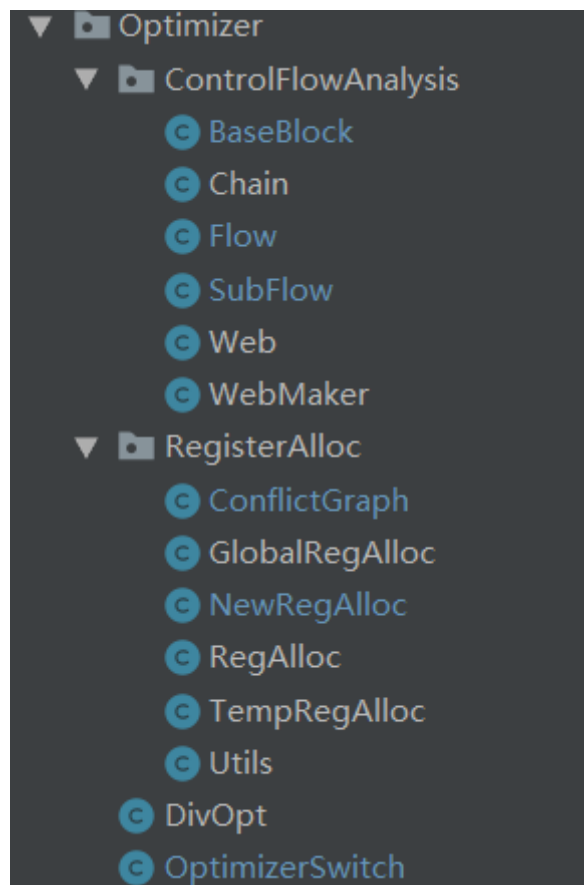 Optimizer
ControlFlowAnalysis
BaseBlock
Chain
Flow
SubFlow
Web
WebMaker
RegisterAlloc
ConflictGraph
GlobalRegAlloc
NewRegAlloc
RegAlloc
TempRegAlloc
Utils
DivOpt
OptimizerSwitch